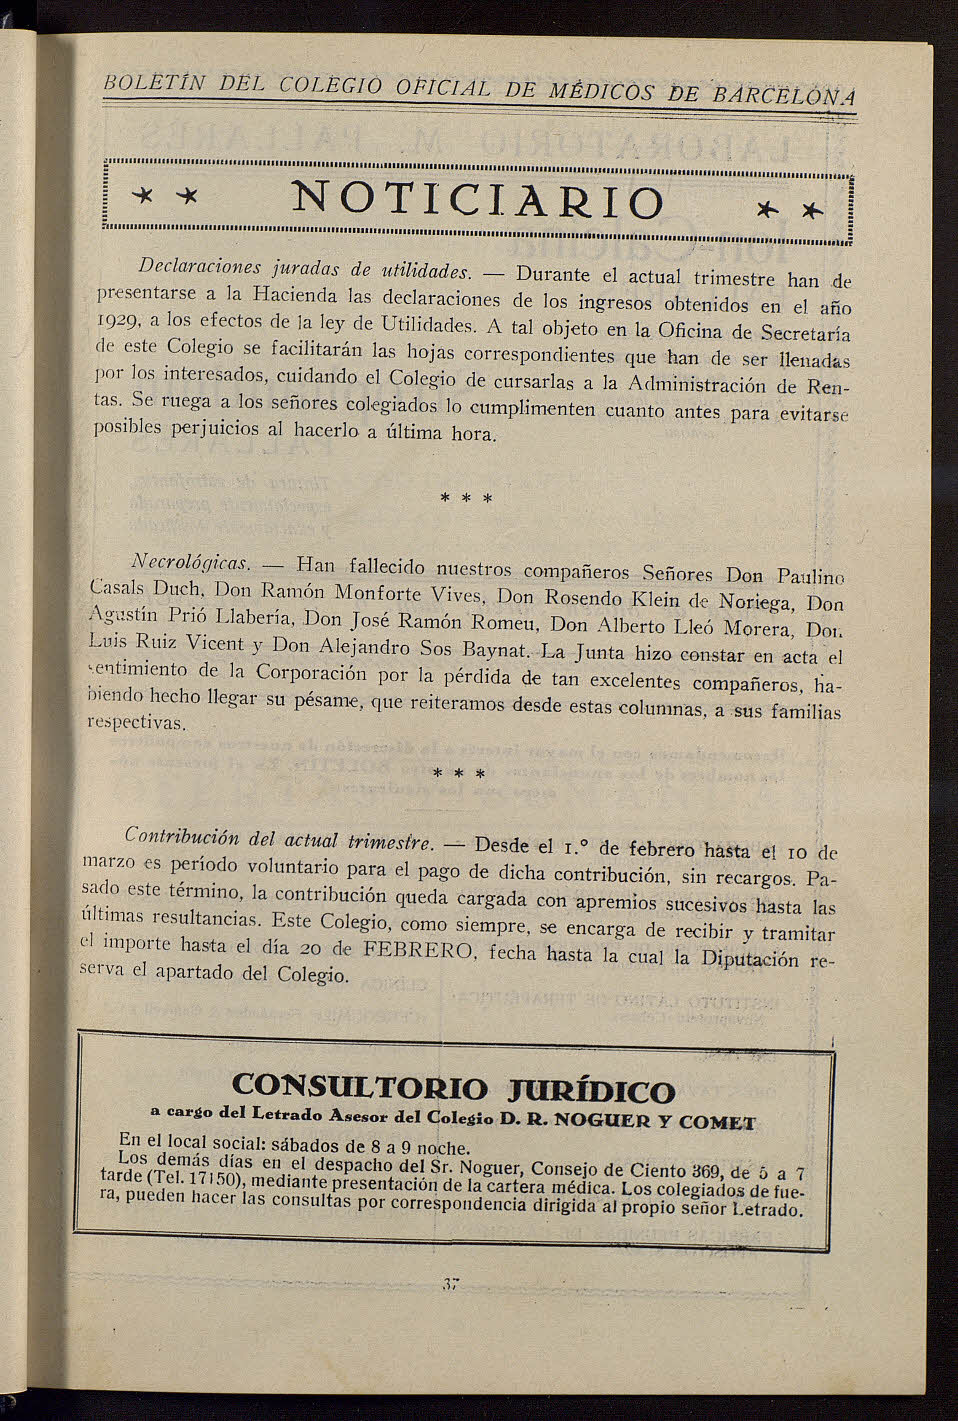 BOLETÍN DEL COLEGIO OFICIAL DE MÉDICOS DE BARCELONA
NOTICIARIO
Declaraciones juradas de utilidades. — Durante el actual trimestre han de
presentarse a la Hacienda las declaraciones de los ingresos obtenidos en el año
1929, a los efectos de la ley de Utilidades. A tal objeto en la Oficina de Secretaría
de este Colegio se facilitarán las hojas correspondientes que han de ser llenadas
por los interesados, cuidando el Colegio de cursarlas a la Administración de Ren-
tas. Se ruega a los señores colegiados lo cumplimenten cuanto antes para evitarse
posibles perjuicios al hacerlo a última hora.
* * *
Necrológicas. — Han fallecido nuestros compañeros Señores Don Paulino
Casals Duch, Don Ramón Monforte Vives, Don Rosendo Klein de Noriega, Don
Agustín Prió Llabería, Don José Ramón Romeu, Don Alberto Lleó Morera, Don
Luis Ruiz Vicent y Don Alejandro Sos Baynat. La Junta hizo constar en acta el
sentimiento de la Corporación por la pérdida de tan excelentes compañeros, ha-
biendo hecho llegar su pésame, que reiteramos desde estas columnas, a sus familias
respectivas.
* * *
Contribución del actual trimestre. — Desde el 1.º de febrero hasta el 10 de
marzo es período voluntario para el pago de dicha contribución, sin recargos. Pa-
sado este término, la contribución queda cargada con apremios sucesivos hasta las
últimas resultancias. Este Colegio, como siempre, se encarga de recibir y tramitar
el importe hasta el día 20 de FEBRERO, fecha hasta la cual la Diputación re-
serva el apartado del Colegio.
CONSULTORIO JURÍDICO
a cargo del Letrado Asesor del Colegio D. R. NOGUER Y COMET
En el local social: sábados de 8 a 9 noche.
Los demás días en el despacho del Sr. Noguer, Consejo de Ciento 369, de 5 a 7
tarde (Tel. 17150), mediante presentación de la cartera médica. Los colegiados de fue-
ra, pueden hacer las consultas por correspondencia dirigida al propio señor Letrado.
37